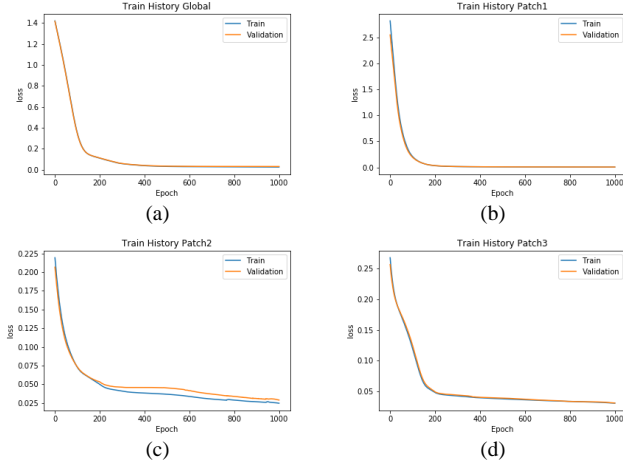 Train History Global
Train
Validation
1.4
1.2
1.0
0.8
0.6
0.4
0.2
0.0
loss
0
200
400
600
800
1000
Epoch
(a)
Train History Patch1
Train
Validation
2.5
2.0
1.5
1.0
0.5
0.0
loss
0
200
400
600
800
1000
Epoch
(b)
Train History Patch2
Train
Validation
0.225
0.200
0.175
0.150
0.125
0.100
0.075
0.050
0.025
loss
0
200
400
600
800
1000
Epoch
(c)
Train History Patch3
Train
Validation
0.25
0.20
0.15
0.10
0.05
loss
0
200
400
600
800
1000
Epoch
(d)